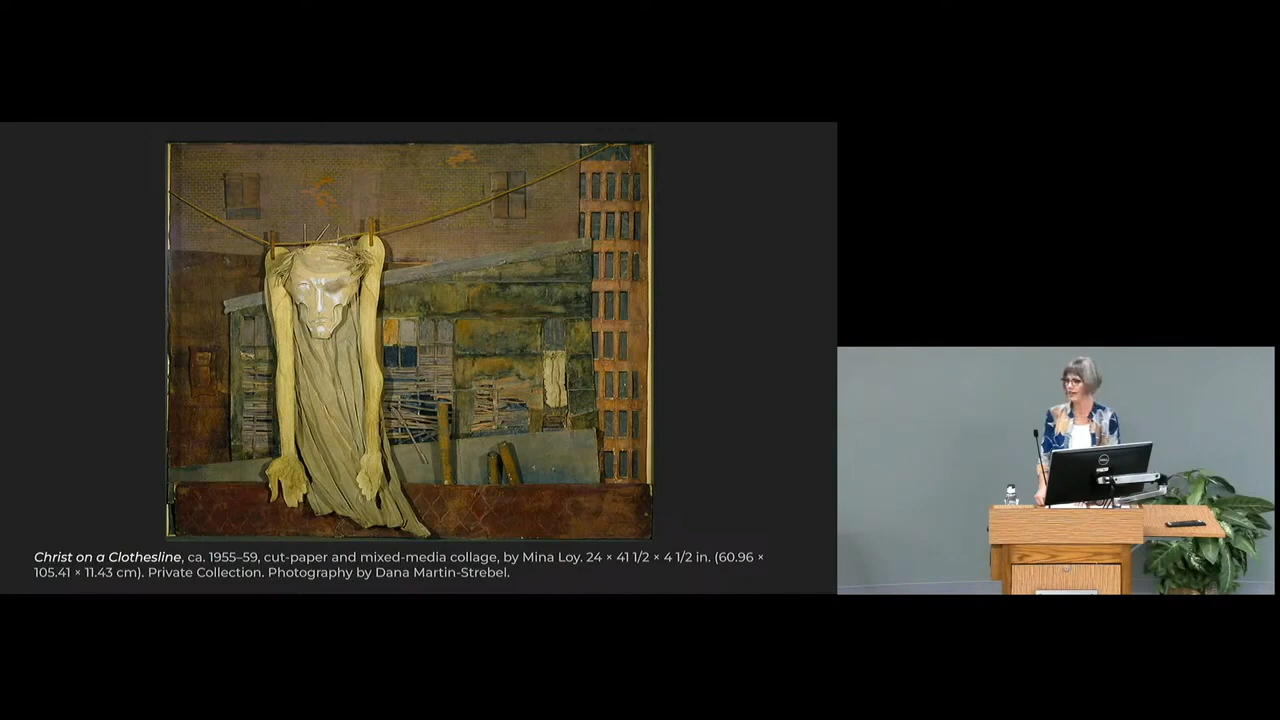 Christ on a Clothesline, ca. 1955–59, cut-paper and mixed-media collage, by Mina Loy. 24 × 41 1/2 × 4 1/2 in. (60.96 ×
105.41 × 11.43 cm). Private Collection. Photography by Dana Martin-Strebel.
DELL